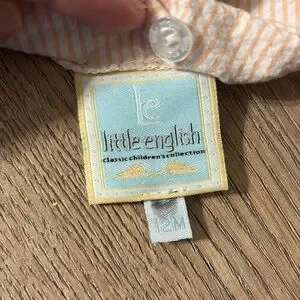 Le
little english
classic children's collection
12M